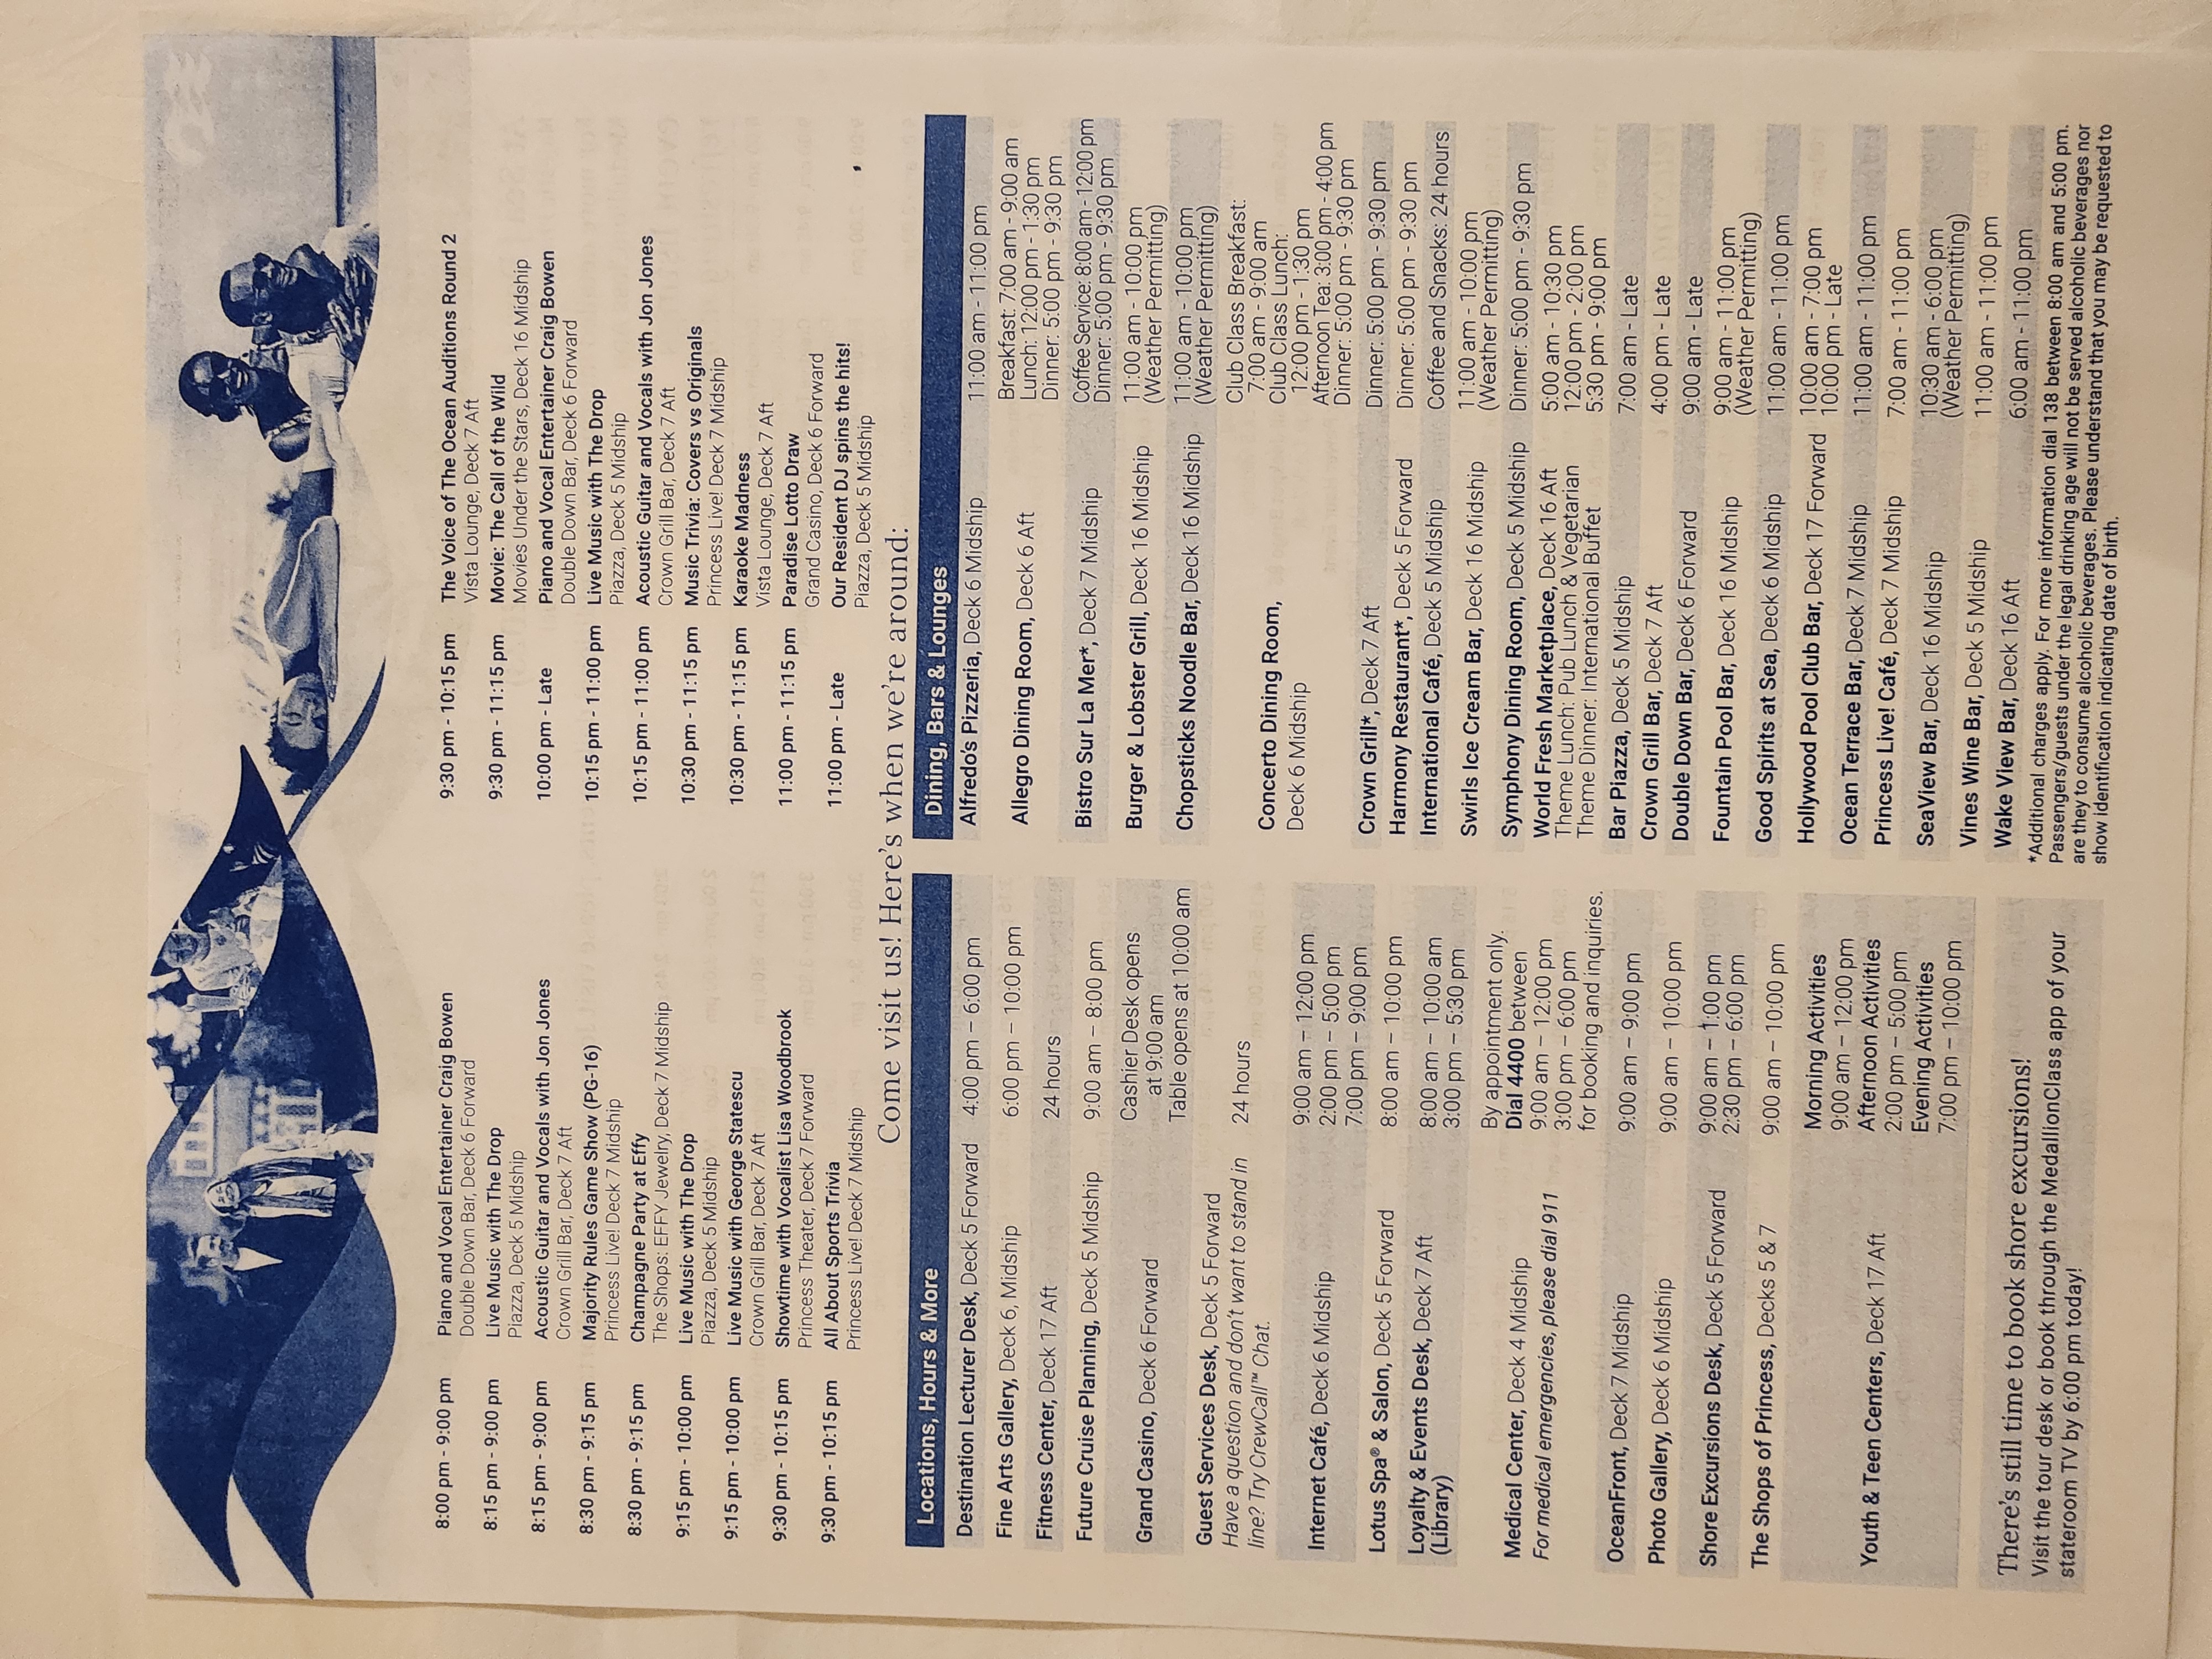 8:00 pm - 9:00 pm Piano and Vocal Entertainer Craig Bowen
Double Down Bar, Deck 6 Forward
8:15 pm - 9:00 pm Live Music with The Drop
Piazza, Deck 5 Midship
8:15 pm - 9:00 pm Acoustic Guitar and Vocals with Jon Jones
Crown Grill Bar, Deck 7 Aft
8:30 pm - 9:15 pm Majority Rules Game Show (PG-16)
Princess Live! Deck 7 Midship
8:30 pm - 9:15 pm Champagne Party at Effy
The Shops: EFFY Jewelry, Deck 7 Midship
9:15 pm - 10:00 pm Live Music with The Drop
Piazza, Deck 5 Midship
9:15 pm - 10:00 pm Live Music with George Statescu
Crown Grill Bar, Deck 7 Aft
9:30 pm - 10:15 pm Showtime with Vocalist Lisa Woodbrook
Princess Theater, Deck 7 Forward
9:30 pm - 10:15 pm All About Sports Trivia
Princess Live! Deck 7 Midship
9:30 pm - 10:15 pm The Voice of The Ocean Auditions Round 2
Vista Lounge, Deck 7 Aft
9:30 pm - 11:15 pm Movie: The Call of the Wild
Movies Under the Stars, Deck 16 Midship
10:00 pm - Late Piano and Vocal Entertainer Craig Bowen
Double Down Bar, Deck 6 Forward
10:15 pm - 11:00 pm Live Music with The Drop
Piazza, Deck 5 Midship
10:15 pm - 11:00 pm Acoustic Guitar and Vocals with Jon Jones
Crown Grill Bar, Deck 7 Aft
10:30 pm - 11:15 pm Music Trivia: Covers vs Originals
Princess Live! Deck 7 Midship
10:30 pm - 11:15 pm Karaoke Madness
Vista Lounge, Deck 7 Aft
11:00 pm - 11:15 pm Paradise Lotto Draw
Grand Casino, Deck 6 Forward
11:00 pm - Late Our Resident DJ spins the hits!
Piazza, Deck 5 Midship
Come visit us! Here's when we're around:
Locations, Hours & More
Destination Lecturer Desk, Deck 5 Forward 4:00 pm – 6:00 pm
Fine Arts Gallery, Deck 6, Midship 6:00 pm – 10:00 pm
Fitness Center, Deck 17 Aft 24 hours
Future Cruise Planning, Deck 5 Midship 9:00 am – 8:00 pm
Grand Casino, Deck 6 Forward Cashier Desk opens
at 9:00 am
Table opens at 10:00 am
Guest Services Desk, Deck 5 Forward
Have a question and don't want to stand in 24 hours
line? Try CrewCall™ Chat.
Internet Café, Deck 6 Midship 9:00 am – 12:00 pm
2:00 pm – 5:00 pm
7:00 pm – 9:00 pm
Lotus Spa® & Salon, Deck 5 Forward 8:00 am – 10:00 pm
Loyalty & Events Desk, Deck 7 Aft 8:00 am – 10:00 am
(Library) 3:00 pm – 5:30 pm
By appointment only.
Medical Center, Deck 4 Midship Dial 4400 between
For medical emergencies, please dial 911 9:00 am – 12:00 pm
3:00 pm – 6:00 pm
for booking and inquiries.
OceanFront, Deck 7 Midship 9:00 am – 9:00 pm
Photo Gallery, Deck 6 Midship 9:00 am – 10:00 pm
Shore Excursions Desk, Deck 5 Forward 9:00 am – 1:00 pm
2:30 pm – 6:00 pm
The Shops of Princess, Decks 5 & 7 9:00 am – 10:00 pm
Youth & Teen Centers, Deck 17 Aft Morning Activities
9:00 am – 12:00 pm
Afternoon Activities
2:00 pm – 5:00 pm
Evening Activities
7:00 pm – 10:00 pm
There's still time to book shore excursions!
Visit the tour desk or book through the MedallionClass app of your
stateroom TV by 6:00 pm today!
Dining, Bars & Lounges
Alfredo's Pizzeria, Deck 6 Midship 11:00 am - 11:00 pm
Allegro Dining Room, Deck 6 Aft Breakfast: 7:00 am - 9:00 am
Lunch: 12:00 pm - 1:30 pm
Dinner: 5:00 pm - 9:30 pm
Bistro Sur La Mer*, Deck 7 Midship Coffee Service: 8:00 am - 12:00 pm
Dinner: 5:00 pm - 9:30 pm
Burger & Lobster Grill, Deck 16 Midship 11:00 am - 10:00 pm
(Weather Permitting)
Chopsticks Noodle Bar, Deck 16 Midship 11:00 am - 10:00 pm
(Weather Permitting)
Concerto Dining Room,
Deck 6 Midship
Club Class Breakfast:
7:00 am - 9:00 am
Club Class Lunch:
12:00 pm - 1:30 pm
Afternoon Tea: 3:00 pm - 4:00 pm
Dinner: 5:00 pm - 9:30 pm
Crown Grill*, Deck 7 Aft Dinner: 5:00 pm - 9:30 pm
Harmony Restaurant*, Deck 5 Forward Dinner: 5:00 pm - 9:30 pm
International Café, Deck 5 Midship Coffee and Snacks: 24 hours
Swirls Ice Cream Bar, Deck 16 Midship 11:00 am - 10:00 pm
(Weather Permitting)
Symphony Dining Room, Deck 5 Midship Dinner: 5:00 pm - 9:30 pm
World Fresh Marketplace, Deck 16 Aft 5:00 am - 10:30 pm
Theme Lunch: Pub Lunch & Vegetarian 12:00 pm - 2:00 pm
Theme Dinner: International Buffet 5:30 pm - 9:00 pm
Bar Piazza, Deck 5 Midship 7:00 am - Late
Crown Grill Bar, Deck 7 Aft 4:00 pm - Late
Double Down Bar, Deck 6 Forward 9:00 am - Late
Fountain Pool Bar, Deck 16 Midship 9:00 am - 11:00 pm
(Weather Permitting)
Good Spirits at Sea, Deck 6 Midship 11:00 am - 11:00 pm
Hollywood Pool Club Bar, Deck 17 Forward 10:00 am - 7:00 pm
10:00 pm - Late
Ocean Terrace Bar, Deck 7 Midship 11:00 am - 11:00 pm
Princess Live! Café, Deck 7 Midship 7:00 am - 11:00 pm
SeaView Bar, Deck 16 Midship 10:30 am - 6:00 pm
(Weather Permitting)
Vines Wine Bar, Deck 5 Midship 11:00 am - 11:00 pm
Wake View Bar, Deck 16 Aft 6:00 am - 11:00 pm
*Additional charges apply. For more information dial 138 between 8:00 am and 5:00 pm.
Passengers/guests under the legal drinking age will not be served alcoholic beverages nor
are they to consume alcoholic beverages. Please understand that you may be requested to
show identification indicating date of birth.